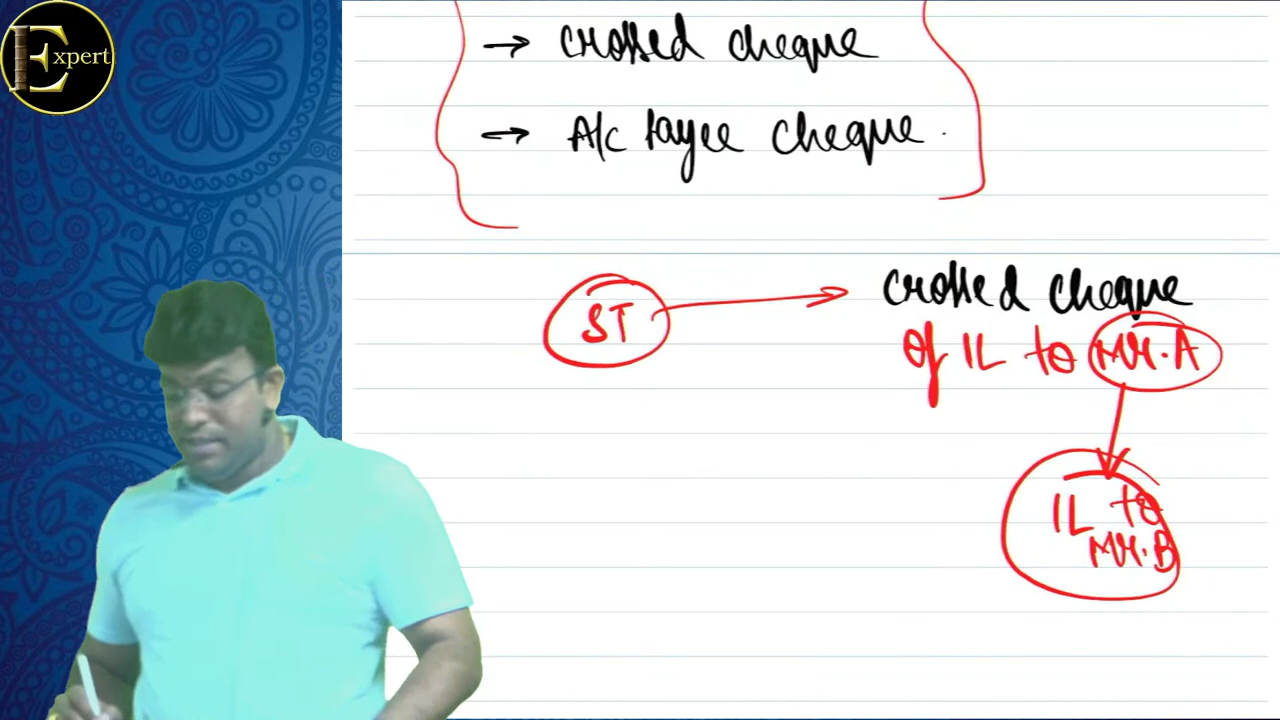 Expert
→ crossed cheque
→ A/c Payee cheque.
ST → crossed cheque
of 1L to Mr. A
1L to
Mr. B